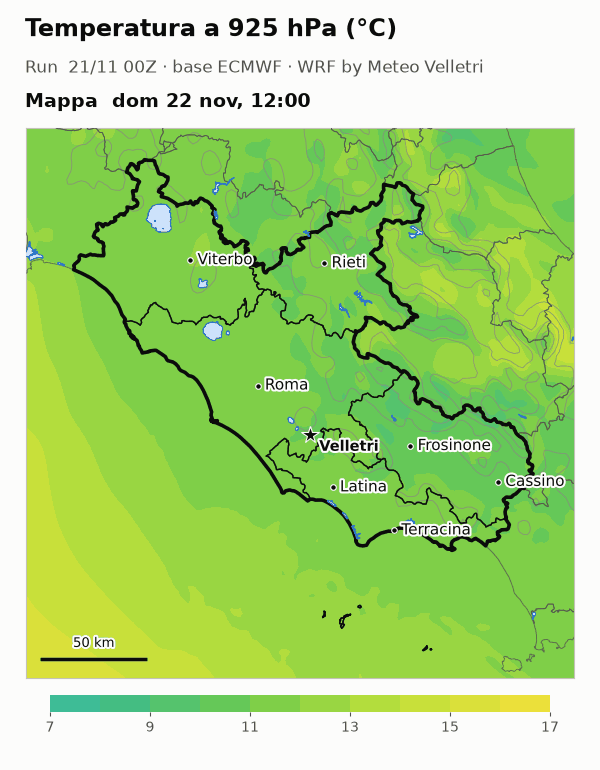 Temperatura a 925 hPa (°C)
Run  21/11 00Z · base ECMWF · WRF by Meteo Velletri
Mappa  dom 22 nov, 12:00
Viterbo
Rieti
Roma
Velletri
Frosinone
Latina
Cassino
Terracina
50 km
7 9 11 13 15 17